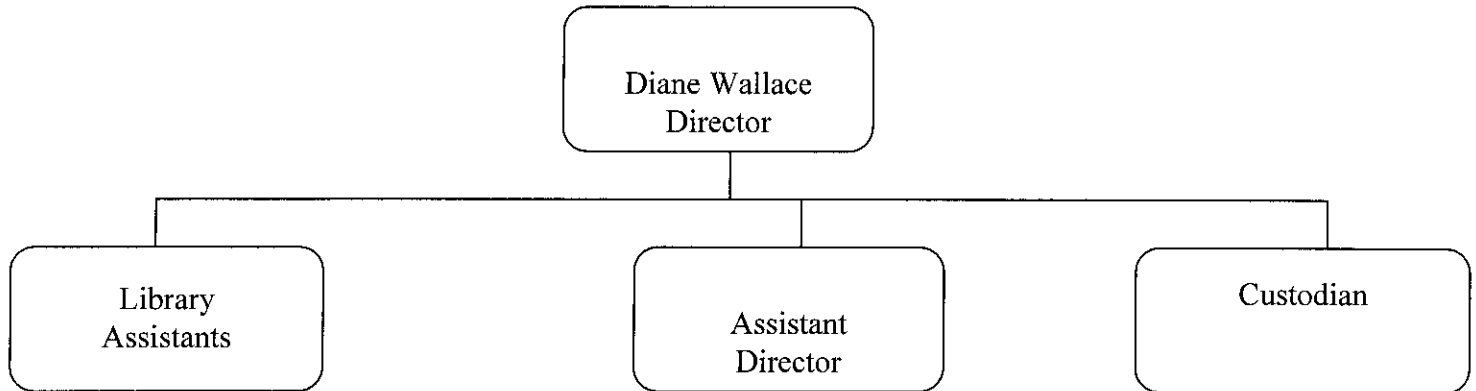 Diane Wallace
Director
Library
Assistants
Assistant
Director
Custodian